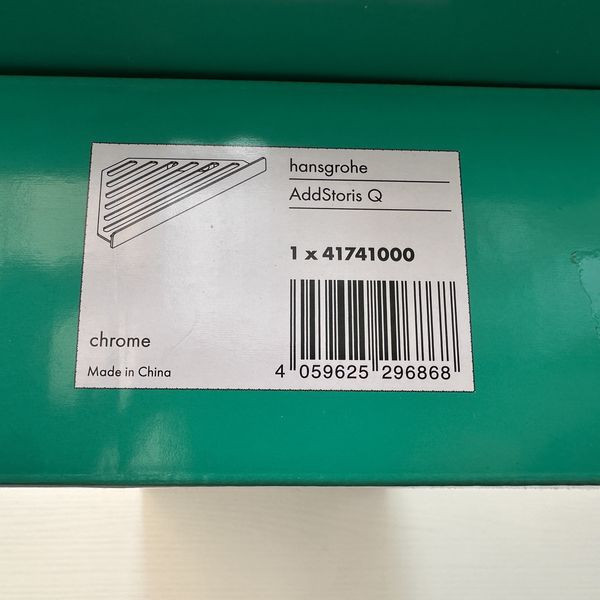 hansgrohe
AddStoris Q
1 x 41741000
chrome
Made in China
4 059625 296868